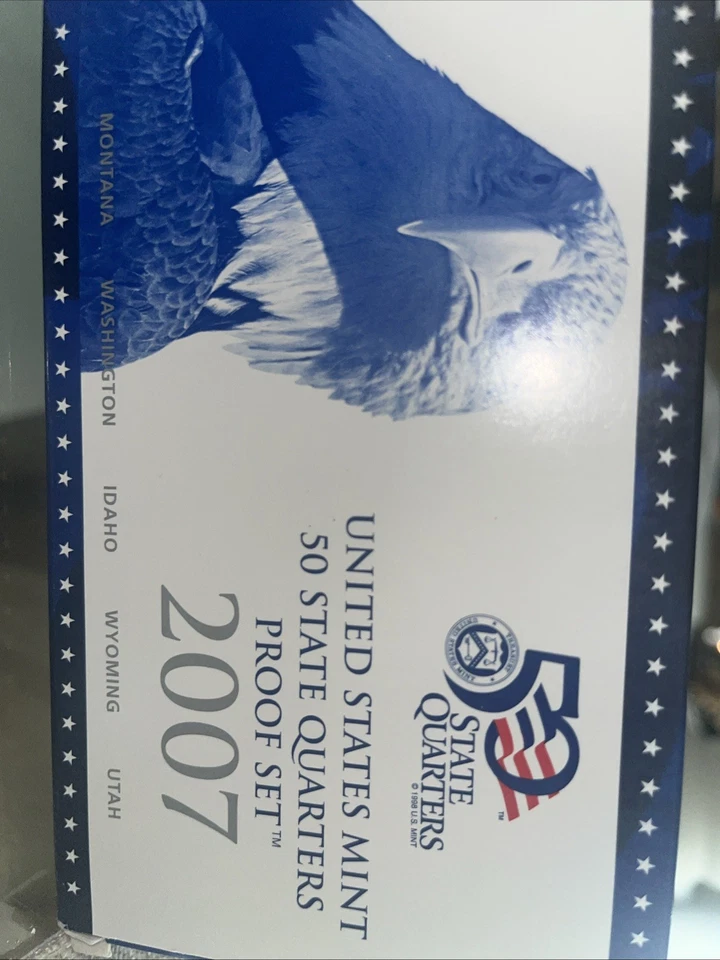 50
STATE
QUARTERS
™
© 1998 U.S. MINT
UNITED STATES MINT
50 STATE QUARTERS
PROOF SET™
2007
MONTANA WASHINGTON IDAHO WYOMING UTAH